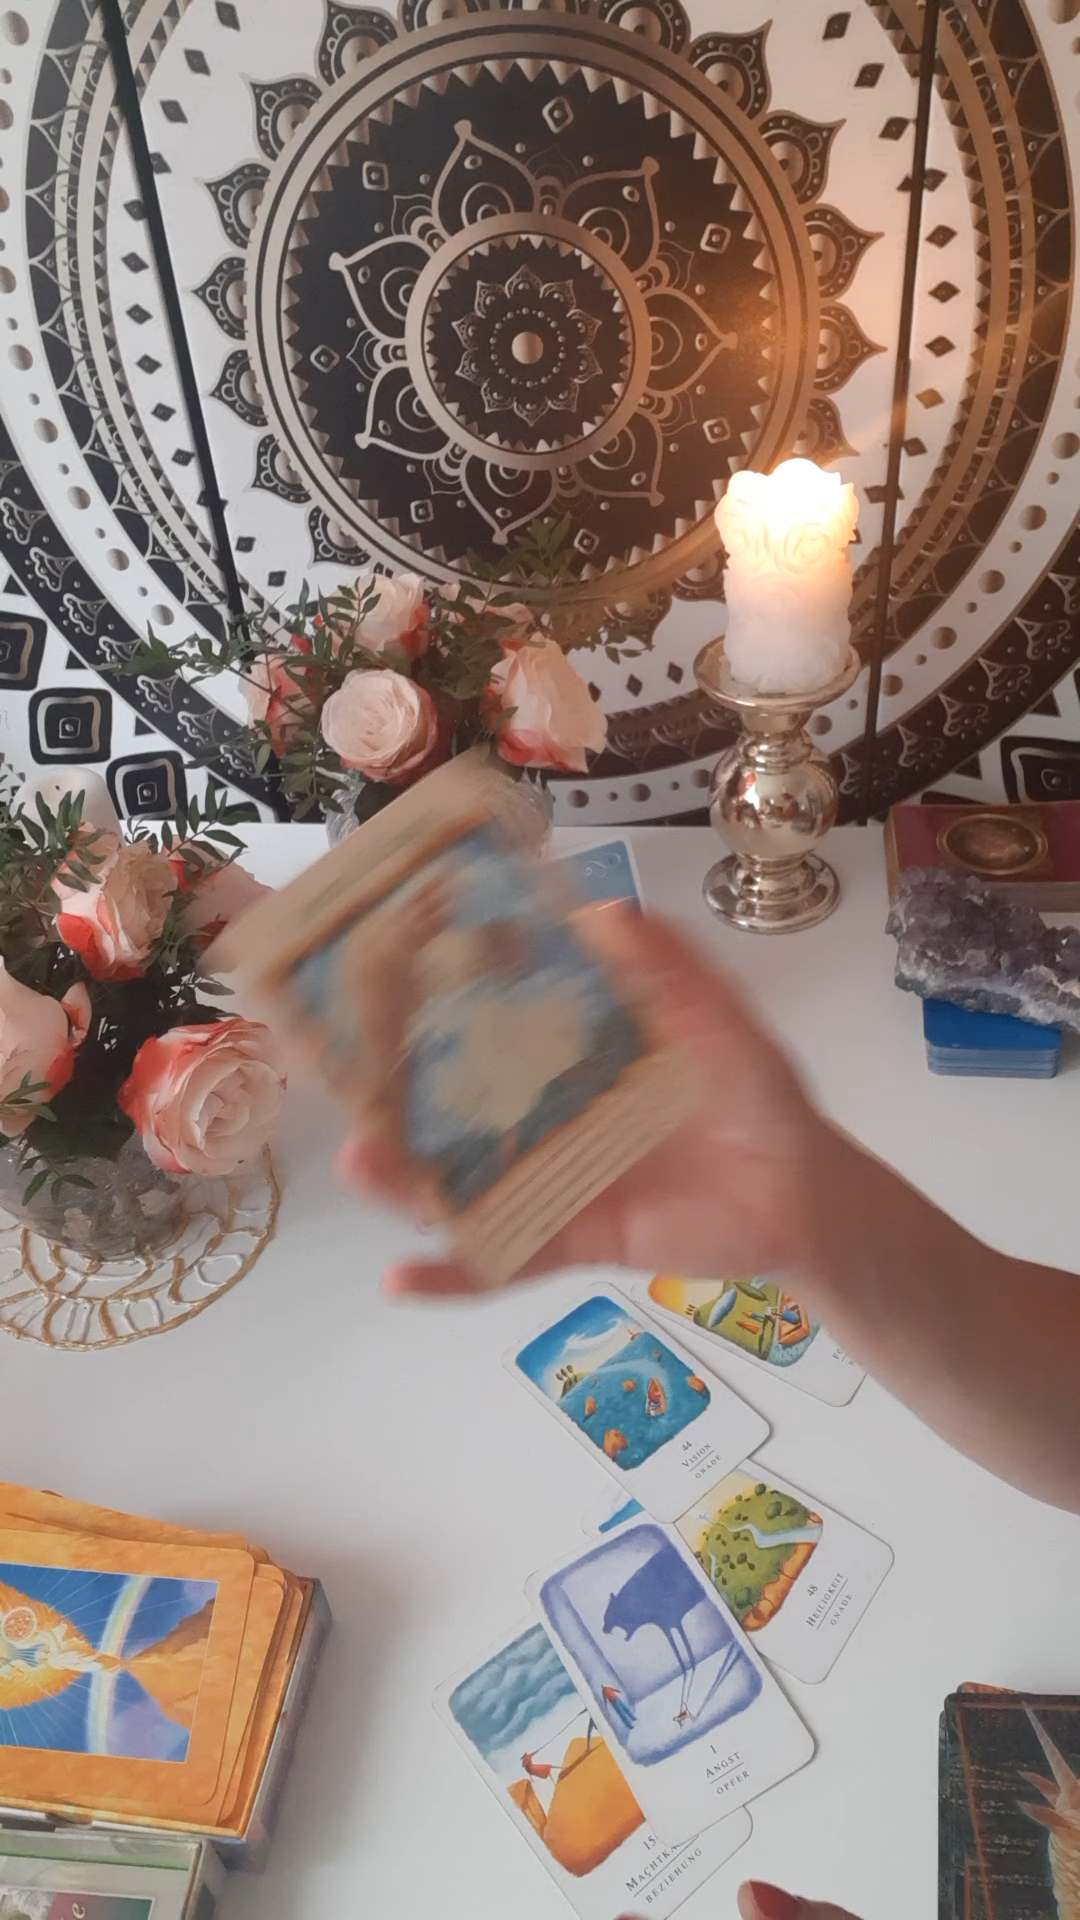 44
VISION
GNADE
48
HEILIGKEIT
GNADE
1
ANGST
OPFER
15
BEZIEHUNG